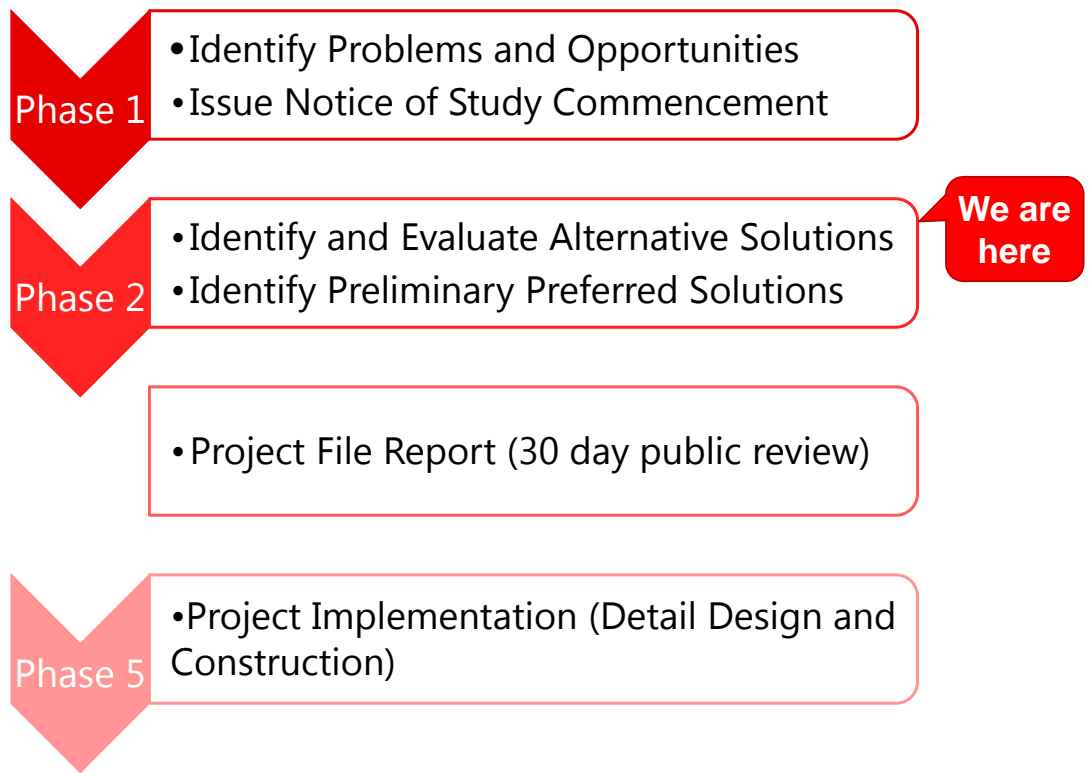 Phase 1
•Identify Problems and Opportunities
•Issue Notice of Study Commencement
Phase 2
•Identify and Evaluate Alternative Solutions
•Identify Preliminary Preferred Solutions
We are
here
•Project File Report (30 day public review)
Phase 5
•Project Implementation (Detail Design and
Construction)